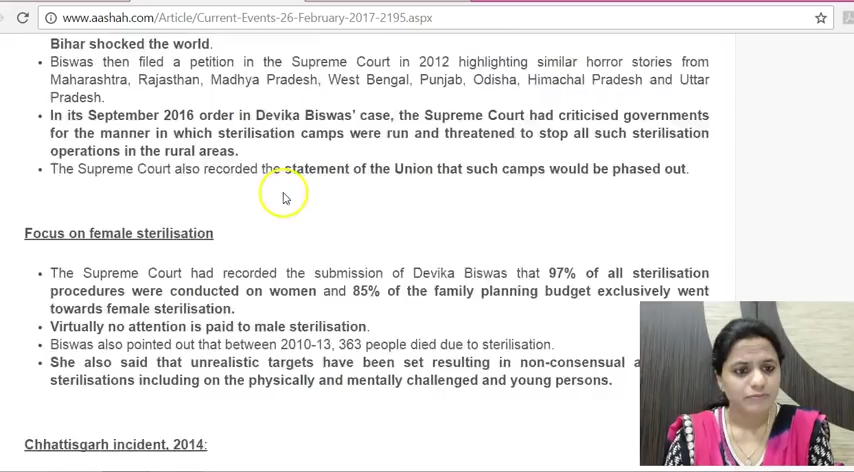 www.aashah.com/Article/Current-Events-26-February-2017-2195.aspx
Bihar shocked the world.
• Biswas then filed a petition in the Supreme Court in 2012 highlighting similar horror stories from
Maharashtra, Rajasthan, Madhya Pradesh, West Bengal, Punjab, Odisha, Himachal Pradesh and Uttar
Pradesh.
• In its September 2016 order in Devika Biswas' case, the Supreme Court had criticised governments
for the manner in which sterilisation camps were run and threatened to stop all such sterilisation
operations in the rural areas.
• The Supreme Court also recorded the statement of the Union that such camps would be phased out.
Focus on female sterilisation
• The Supreme Court had recorded the submission of Devika Biswas that 97% of all sterilisation
procedures were conducted on women and 85% of the family planning budget exclusively went
towards female sterilisation.
• Virtually no attention is paid to male sterilisation.
• Biswas also pointed out that between 2010-13, 363 people died due to sterilisation.
• She also said that unrealistic targets have been set resulting in non-consensual a
sterilisations including on the physically and mentally challenged and young persons.
Chhattisgarh incident, 2014: